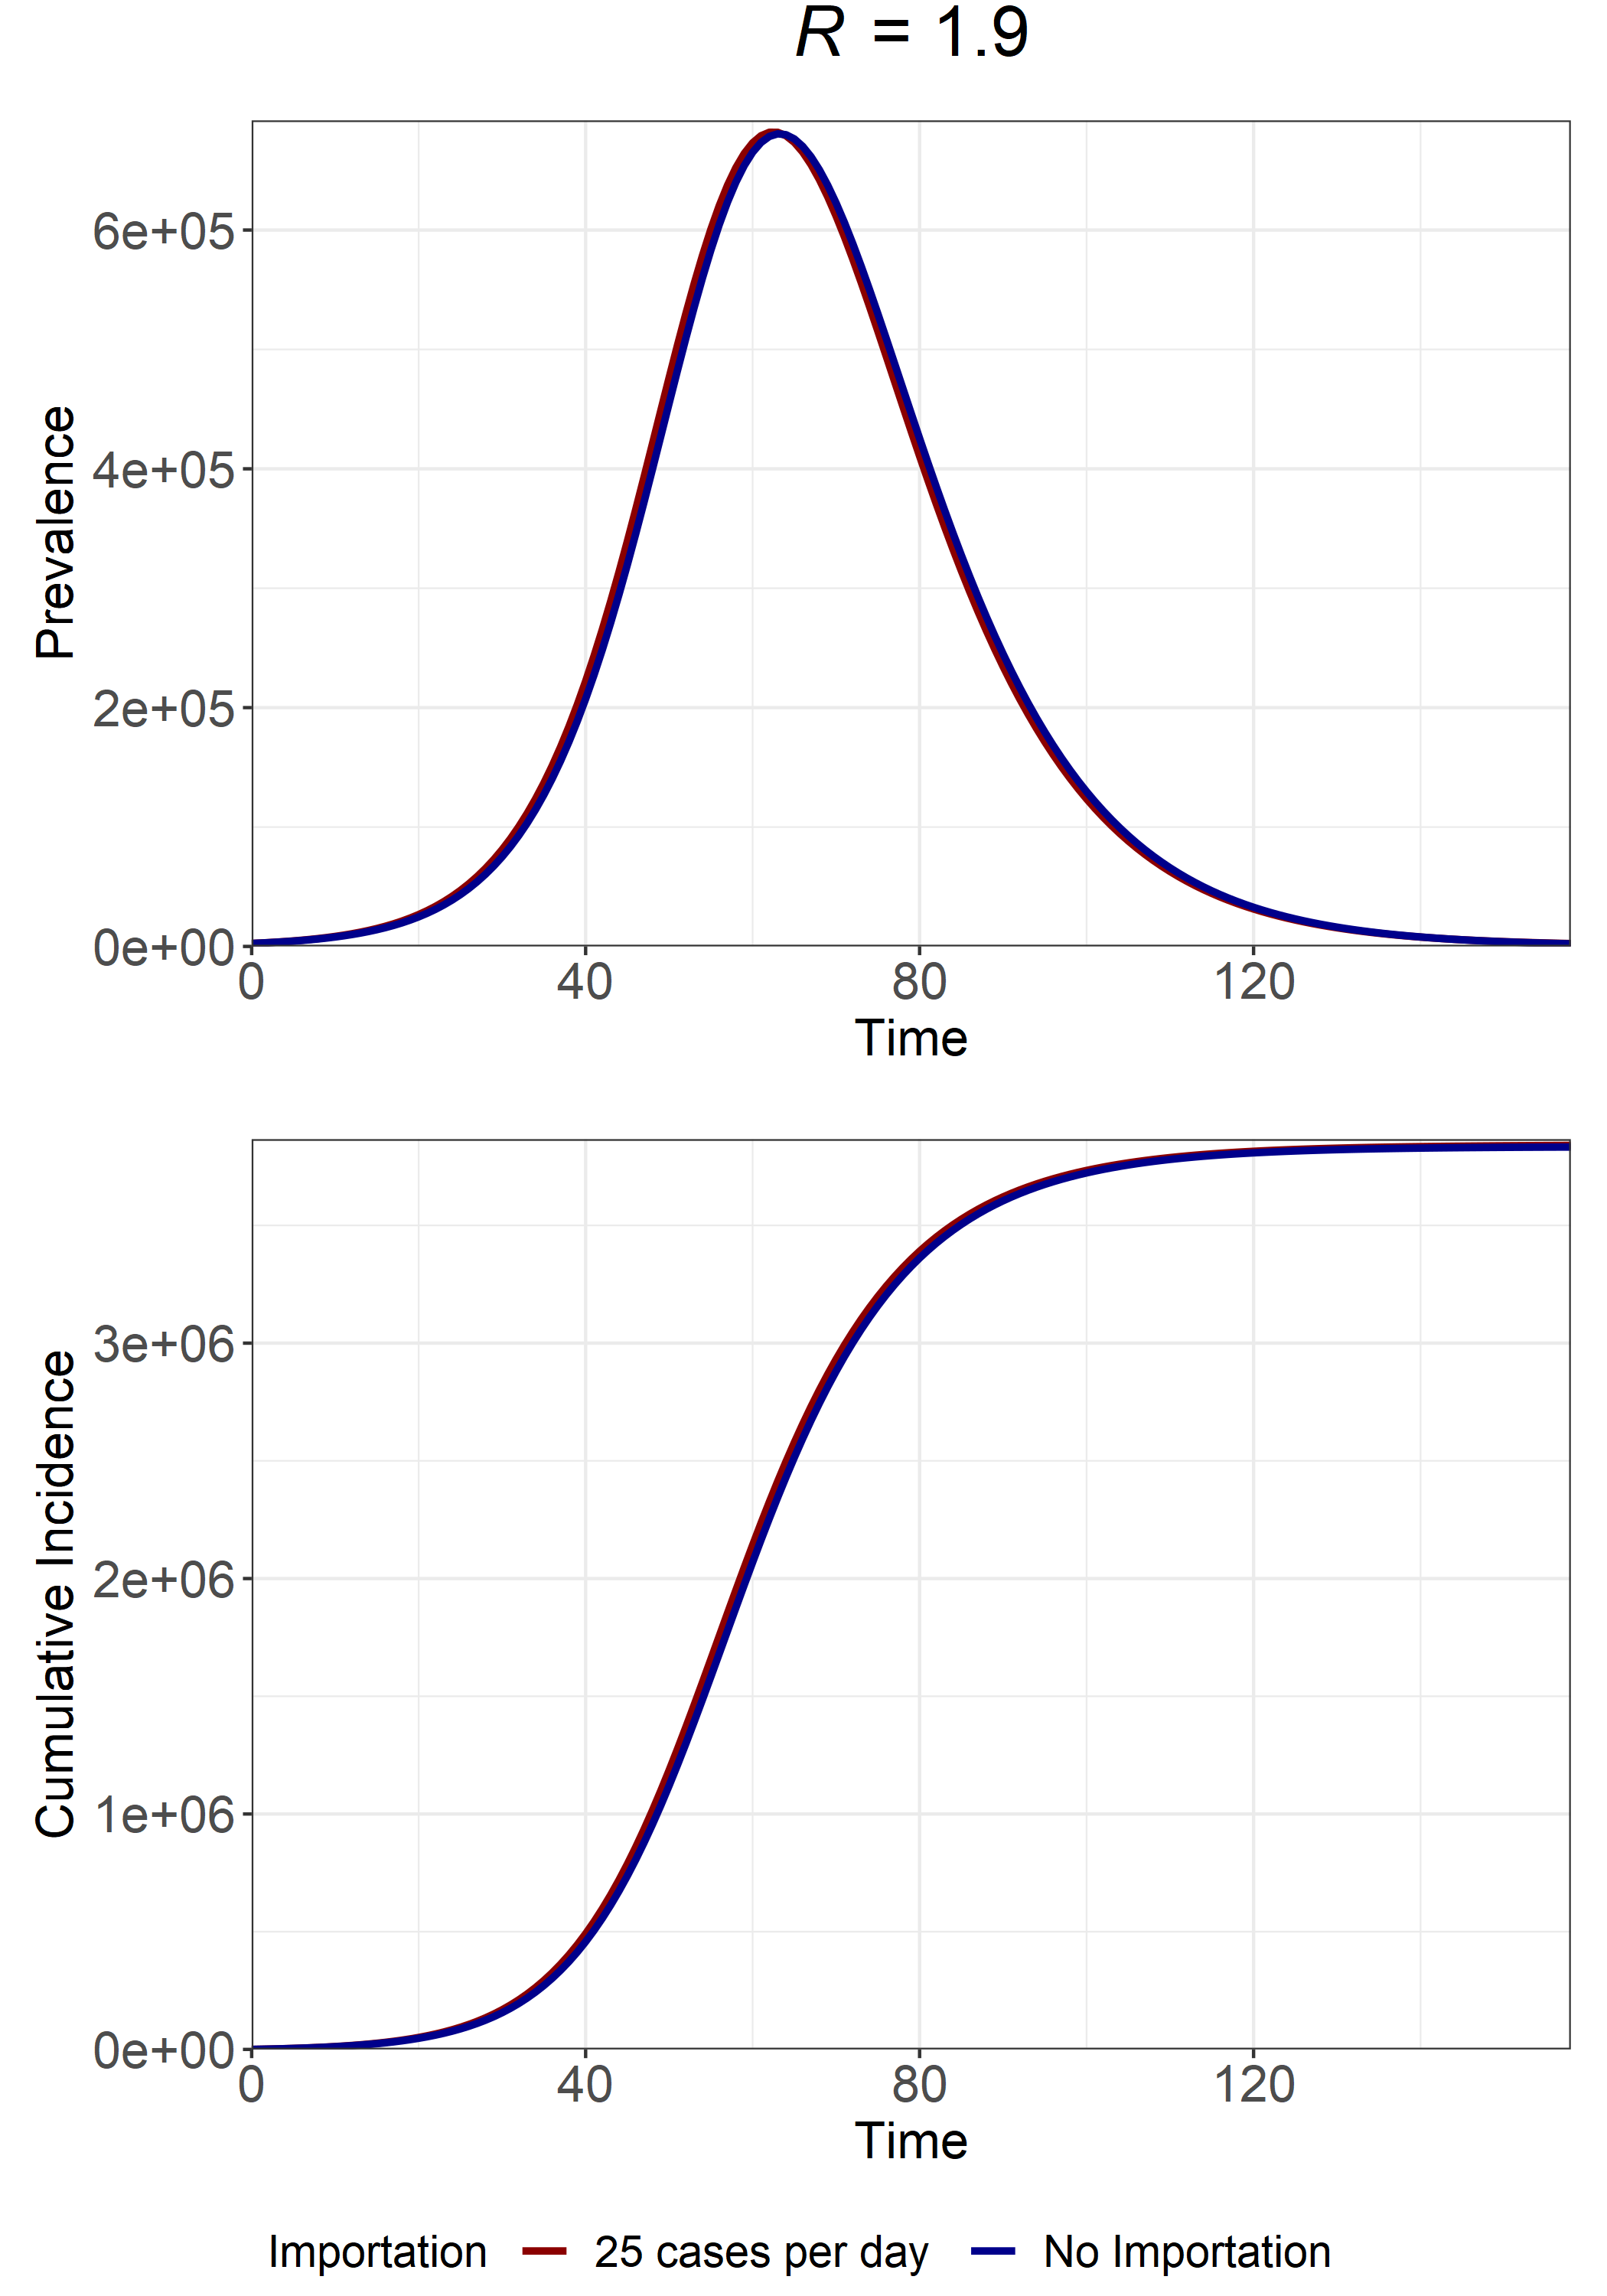 R = 1.9
6e+05
4e+05
2e+05
0e+00
Prevalence
0 40 80 120
Time
3e+06
2e+06
1e+06
0e+00
Cumulative Incidence
0 40 80 120
Time
Importation 25 cases per day No Importation